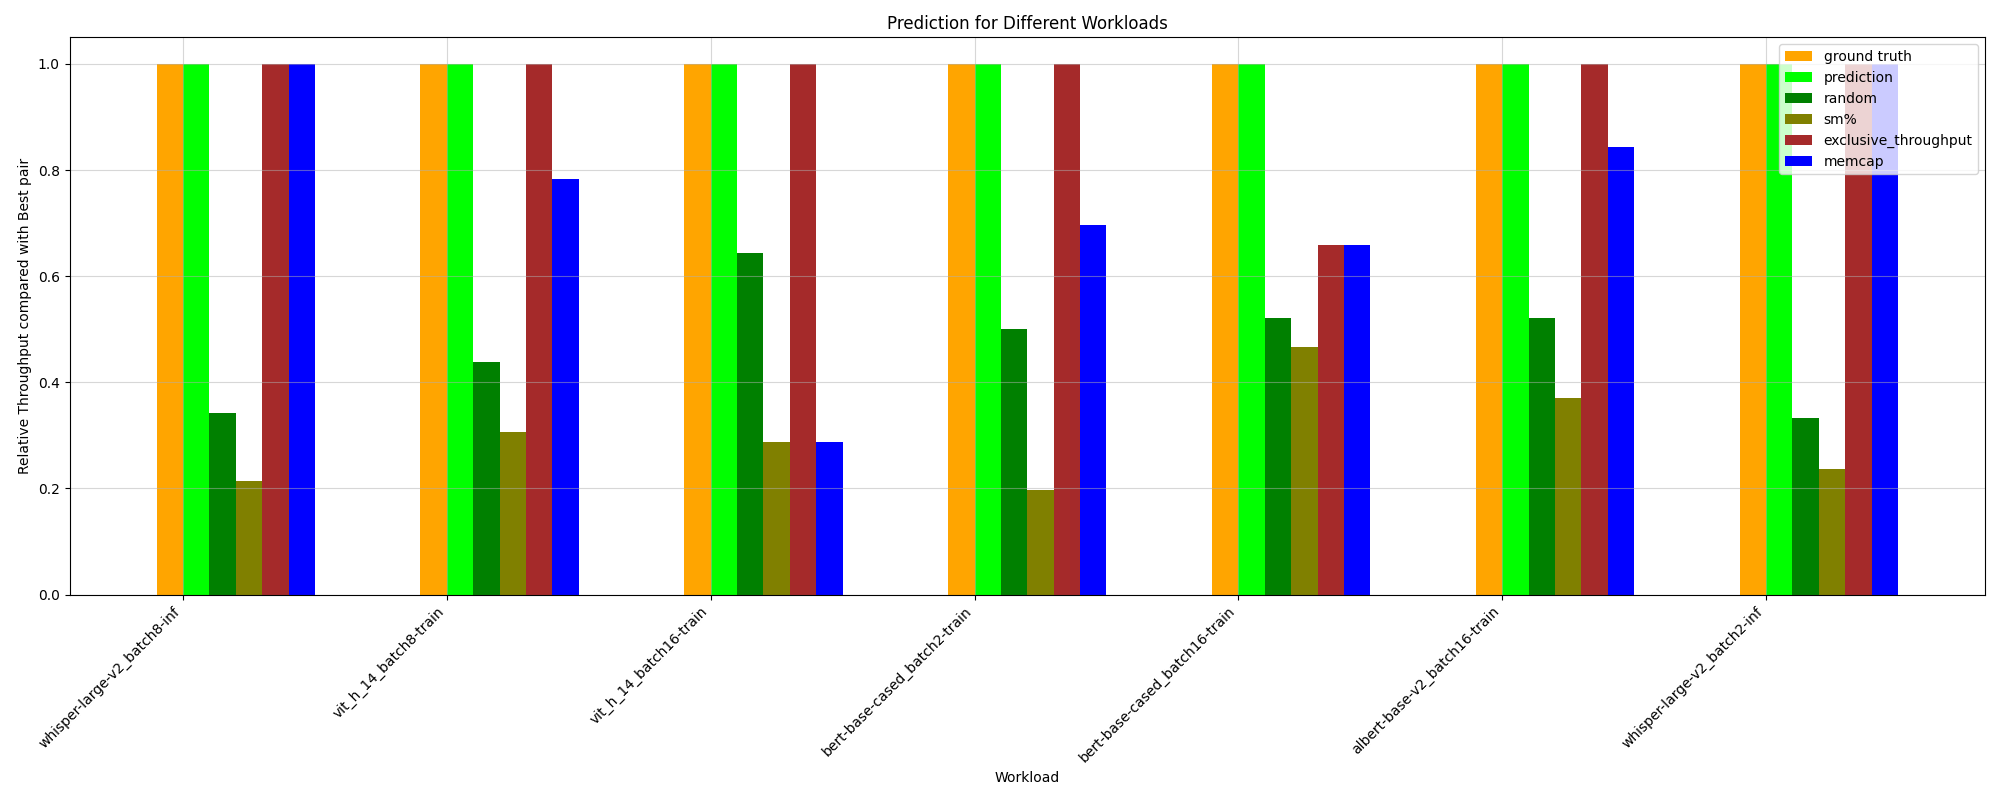 Prediction for Different Workloads
Relative Throughput compared with Best pair
1.0
0.8
0.6
0.4
0.2
0.0
ground truth
prediction
random
sm%
exclusive_throughput
memcap
whisper-large-v2_batch8-inf
vit_h_14_batch8-train
vit_h_14_batch16-train
bert-base-cased_batch2-train
bert-base-cased_batch16-train
albert-base-v2_batch16-train
whisper-large-v2_batch2-inf
Workload